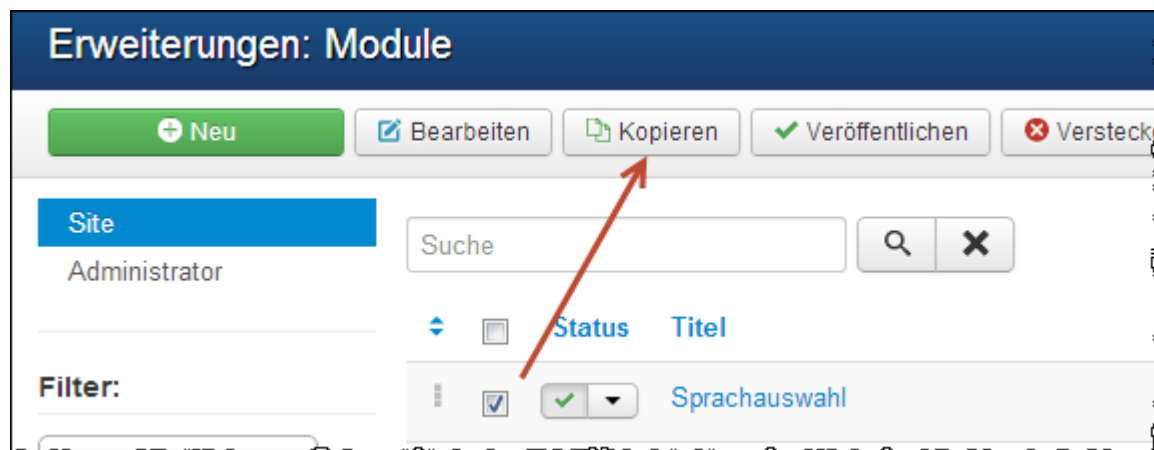 Erweiterungen: Module
Neu Bearbeiten Kopieren Veröffentlichen
Site
Administrator
Suche
Status Titel
Filter:
Sprachauswahl